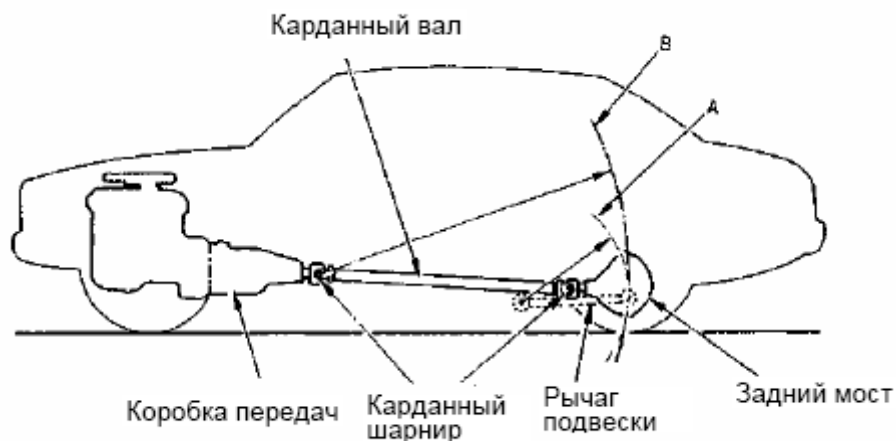 Карданный вал
B
A
Коробка передач
Карданный
шарнир
Рычаг
подвески
Задний мост